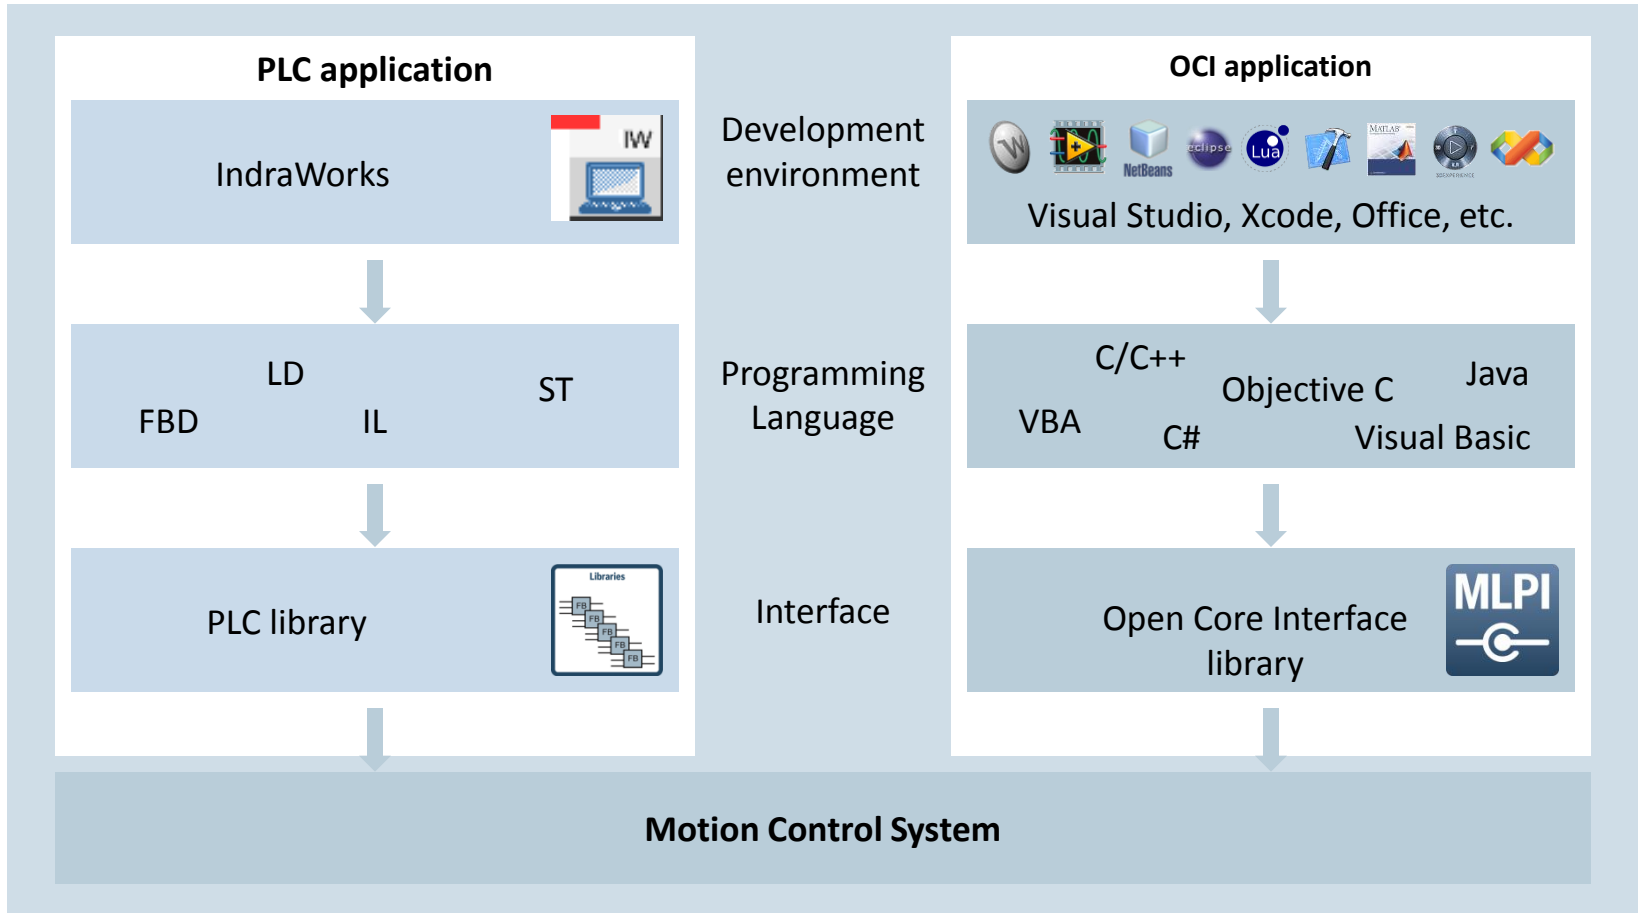 PLC application
OCI application
IndraWorks
IW
Development
environment
W
NetBeans
eclipse
Lua
MATLAB
3DEXPERIENCE
Visual Studio, Xcode, Office, etc.
LD
ST
FBD
IL
Programming
Language
C/C++
Java
Objective C
VBA
C#
Visual Basic
PLC library
Libraries
FB
FB
FB
FB
FB
Interface
Open Core Interface
library
MLPI
Motion Control System